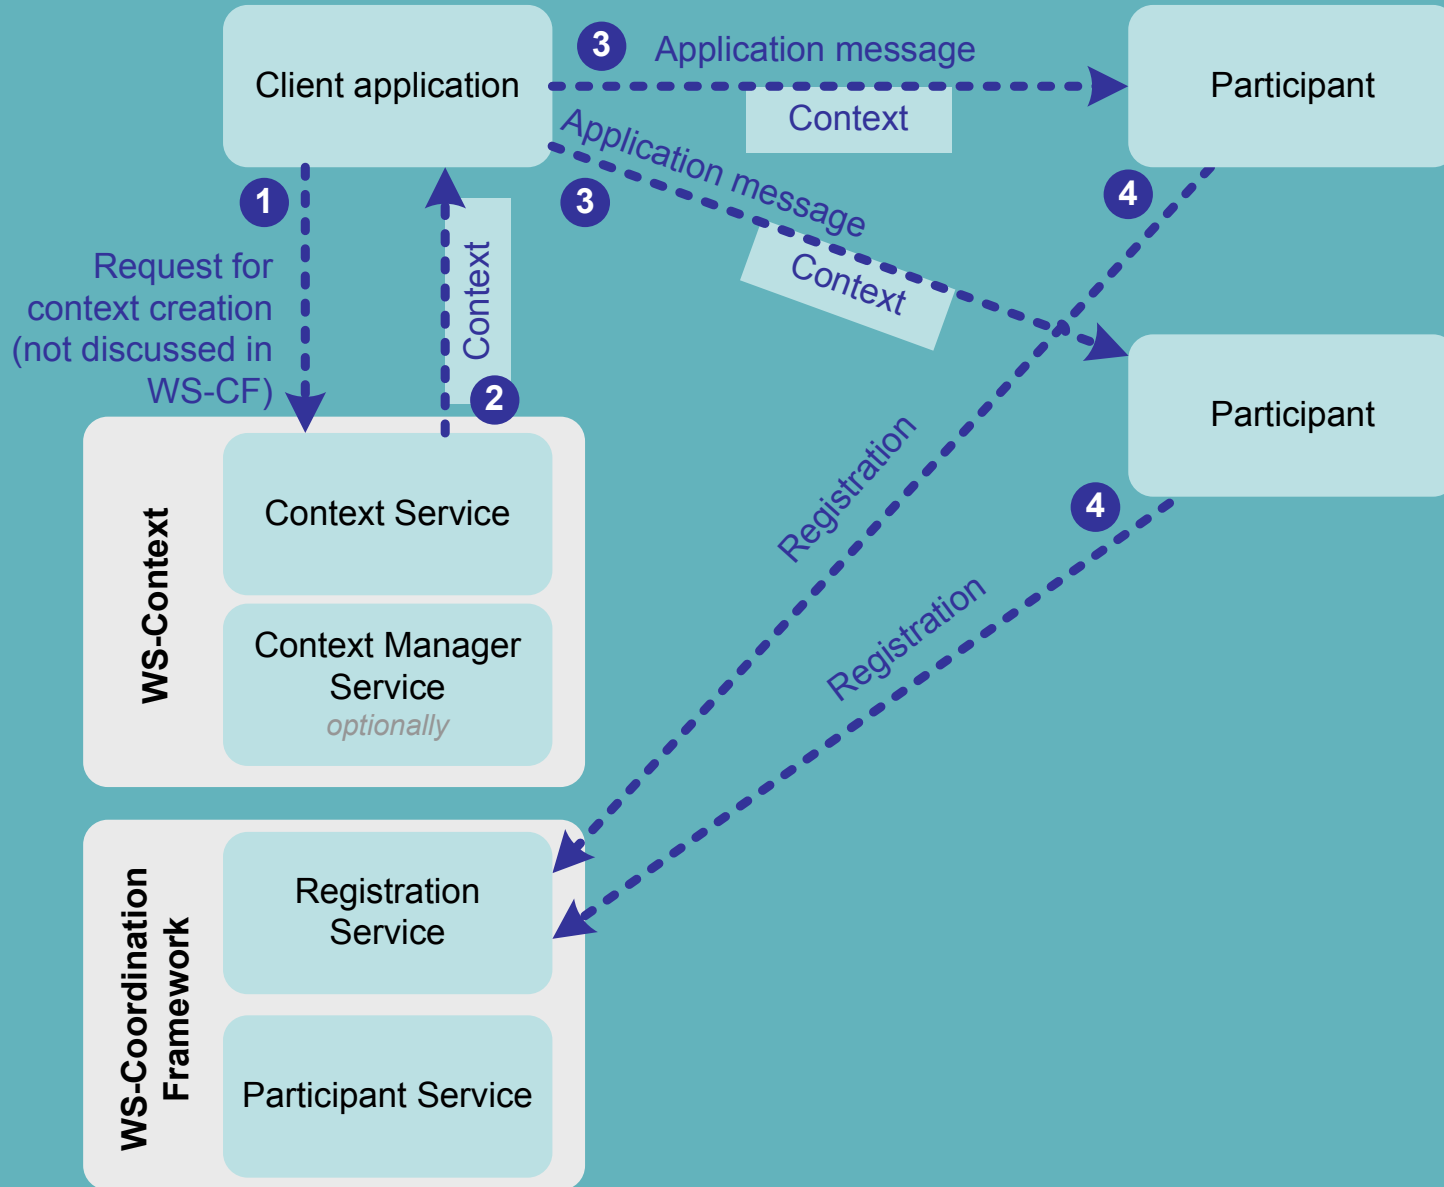 Client application
3
Application message
Context
Participant
Application message
3
Context
1
Request for
context creation
(not discussed in
WS-CF)
Context
2
4
Participant
4
Registration
Registration
WS-Context
Context Service
Context Manager
Service
optionally
WS-Coordination
Framework
Registration
Service
Participant Service